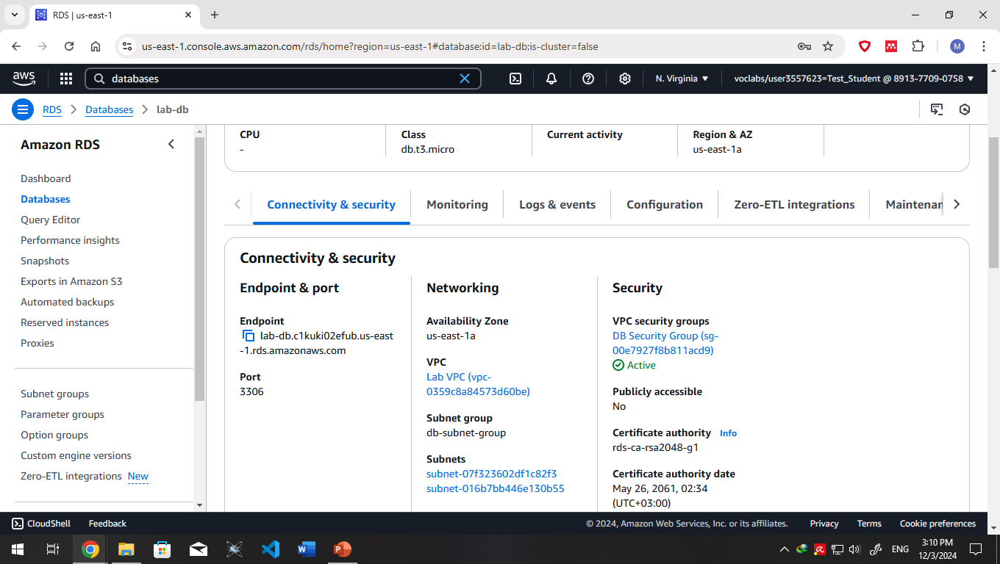 RDS | us-east-1
us-east-1.console.aws.amazon.com/rds/home?region=us-east-1#database:id=lab-db;is-cluster=false
M
aws
databases
N. Virginia
voclabs/user3557623=Test_Student @ 8913-7709-0758
RDS
Databases
lab-db
Amazon RDS
Dashboard
Databases
Query Editor
Performance insights
Snapshots
Exports in Amazon S3
Automated backups
Reserved instances
Proxies
Subnet groups
Parameter groups
Option groups
Custom engine versions
Zero-ETL integrations New
CPU
-
Class
db.t3.micro
Current activity
Region & AZ
us-east-1a
Connectivity & security
Monitoring
Logs & events
Configuration
Zero-ETL integrations
Maintenan
Connectivity & security
Endpoint & port
Endpoint
lab-db.c1kuki02efub.us-east
-1.rds.amazonaws.com
Port
3306
Networking
Availability Zone
us-east-1a
VPC
Lab VPC (vpc-
0359c8a84573d60be)
Subnet group
db-subnet-group
Subnets
subnet-07f323602df1c82f3
subnet-016b7bb446e130b55
Security
VPC security groups
DB Security Group (sg-
00e7927f8b811acd9)
Active
Publicly accessible
No
Certificate authority Info
rds-ca-rsa2048-g1
Certificate authority date
May 26, 2061, 02:34
(UTC+03:00)
CloudShell
Feedback
© 2024, Amazon Web Services, Inc. or its affiliates.
Privacy
Terms
Cookie preferences
ENG
3:10 PM
12/3/2024